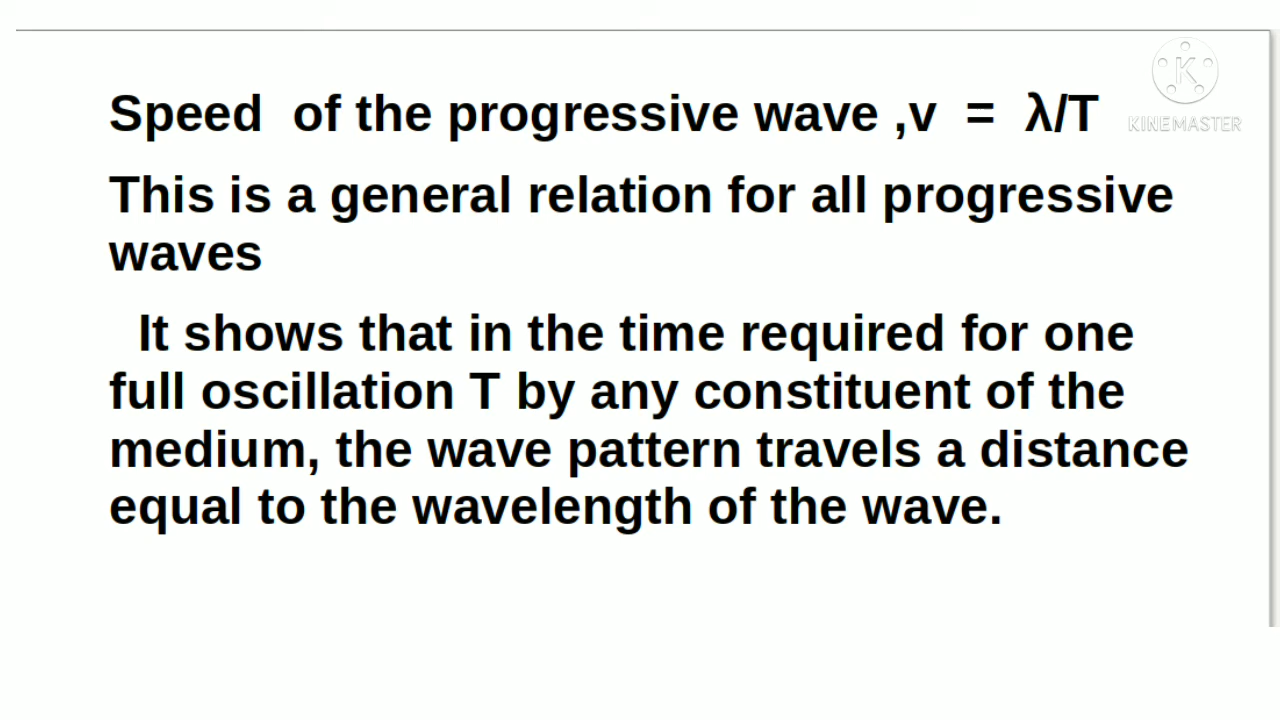 Speed of the progressive wave ,v = λ/T
KINEMASTER
This is a general relation for all progressive
waves
It shows that in the time required for one
full oscillation T by any constituent of the
medium, the wave pattern travels a distance
equal to the wavelength of the wave.